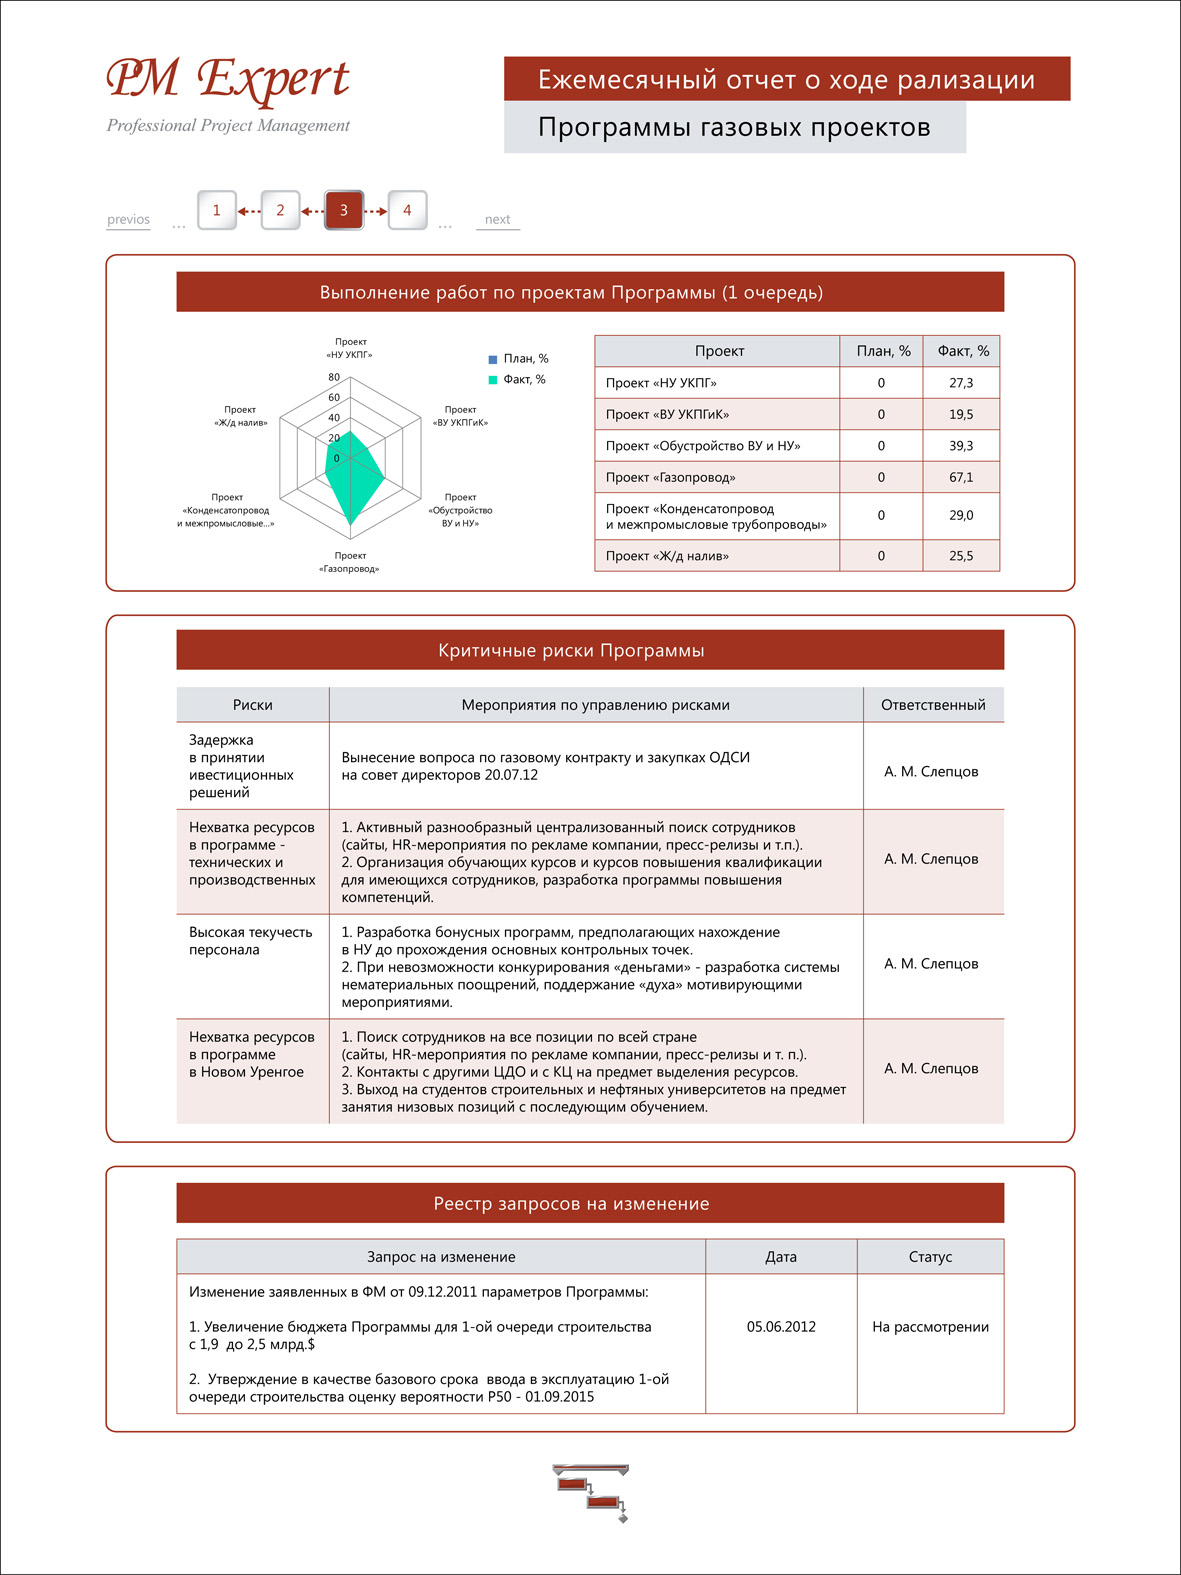 PM Expert
Professional Project Management
Ежемесячный отчет о ходе рализации
Программы газовых проектов
previos ... 1 2 3 4 ... next
Выполнение работ по проектам Программы (1 очередь)
Проект
«НУ УКПГ»
80
60
40
20
0
Проект
«ВУ УКПГиК»
Проект
«Обустройство
ВУ и НУ»
Проект
«Газопровод»
Проект
«Конденсатопровод
и межпромысловые...»
Проект
«Ж/д налив»
План, %
Факт, %
Проект План, % Факт, %
Проект «НУ УКПГ» 0 27,3
Проект «ВУ УКПГиК» 0 19,5
Проект «Обустройство ВУ и НУ» 0 39,3
Проект «Газопровод» 0 67,1
Проект «Конденсатопровод
и межпромысловые трубопроводы» 0 29,0
Проект «Ж/д налив» 0 25,5
Критичные риски Программы
Риски Мероприятия по управлению рисками Ответственный
Задержка
в принятии
ивестиционных
решений
Вынесение вопроса по газовому контракту и закупках ОДСИ
на совет директоров 20.07.12
А. М. Слепцов
Нехватка ресурсов
в программе -
технических и
производственных
1. Активный разнообразный централизованный поиск сотрудников
(сайты, HR-мероприятия по рекламе компании, пресс-релизы и т.п.).
2. Организация обучающих курсов и курсов повышения квалификации
для имеющихся сотрудников, разработка программы повышения
компетенций.
А. М. Слепцов
Высокая текучесть
персонала
1. Разработка бонусных программ, предполагающих нахождение
в НУ до прохождения основных контрольных точек.
2. При невозможности конкурирования «деньгами» - разработка системы
нематериальных поощрений, поддержание «духа» мотивирующими
мероприятиями.
А. М. Слепцов
Нехватка ресурсов
в программе
в Новом Уренгое
1. Поиск сотрудников на все позиции по всей стране
(сайты, HR-мероприятия по рекламе компании, пресс-релизы и т. п.).
2. Контакты с другими ЦДО и с КЦ на предмет выделения ресурсов.
3. Выход на студентов строительных и нефтяных университетов на предмет
занятия низовых позиций с последующим обучением.
А. М. Слепцов
Реестр запросов на изменение
Запрос на изменение Дата Статус
Изменение заявленных в ФМ от 09.12.2011 параметров Программы:
1. Увеличение бюджета Программы для 1-ой очереди строительства
с 1,9 до 2,5 млрд.$
2. Утверждение в качестве базового срока ввода в эксплуатацию 1-ой
очереди строительства оценку вероятности P50 - 01.09.2015
05.06.2012
На рассмотрении